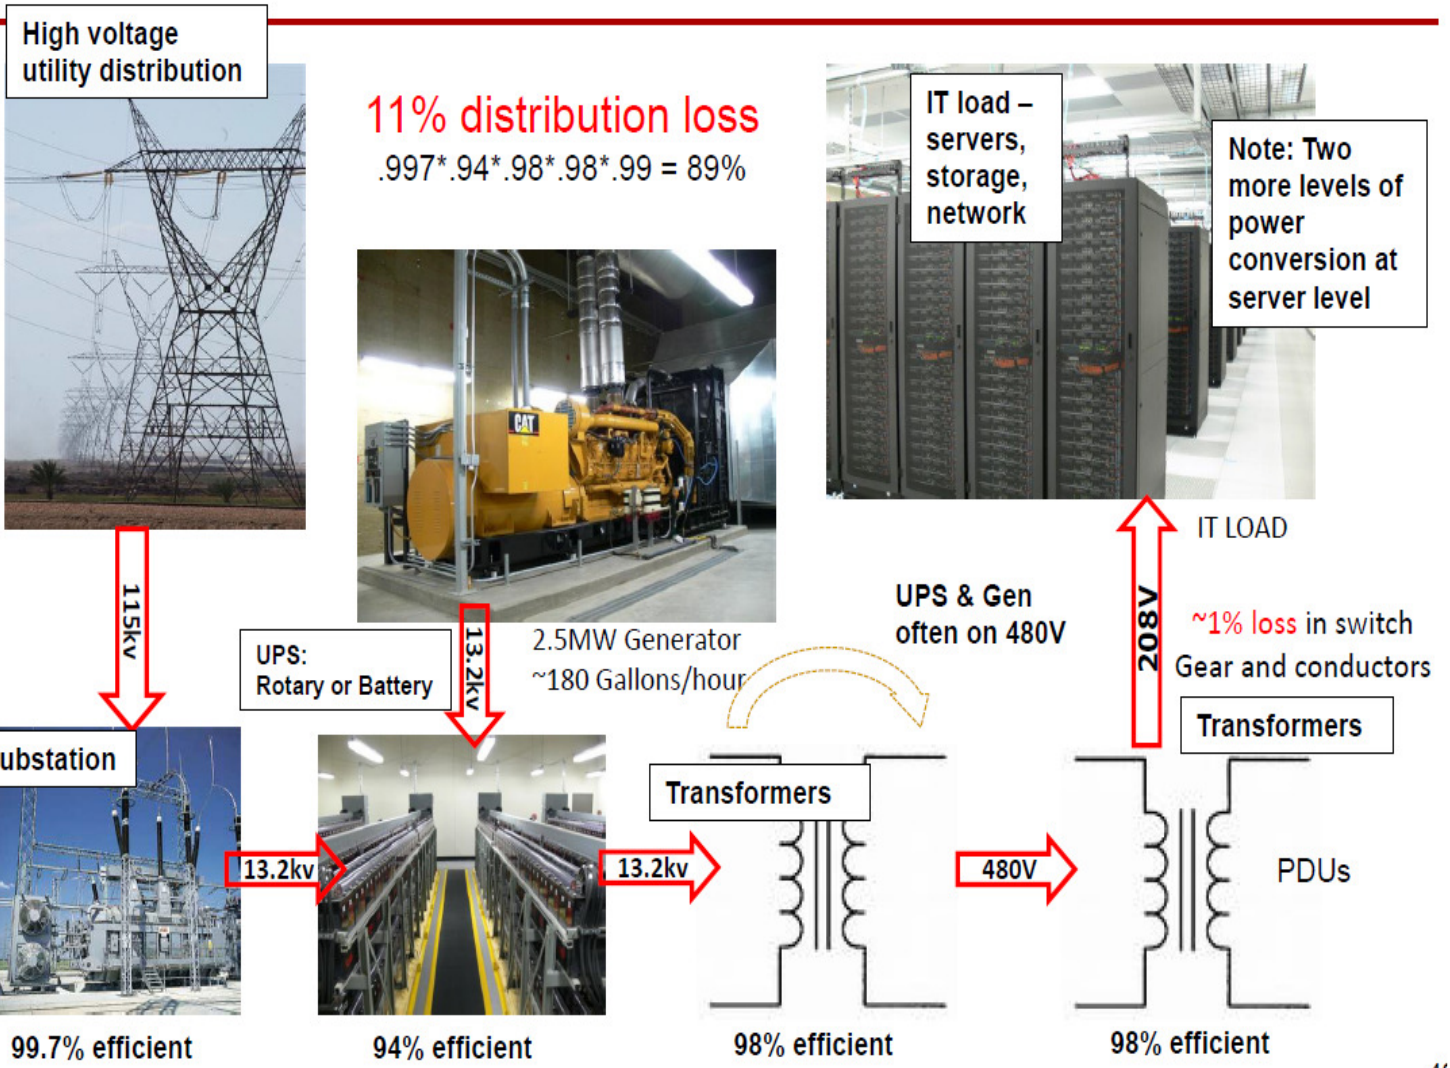 High voltage
utility distribution
11% distribution loss
.997*.94*.98*.98*.99 = 89%
IT load –
servers,
storage,
network
Note: Two
more levels of
power
conversion at
server level
CAT
IT LOAD
115kv
UPS:
Rotary or Battery
13.2kv
2.5MW Generator
~180 Gallons/hour
UPS & Gen
often on 480V
208V
~1% loss in switch
Gear and conductors
Transformers
ubstation
Transformers
13.2kv
13.2kv
480V
PDUs
99.7% efficient
94% efficient
98% efficient
98% efficient